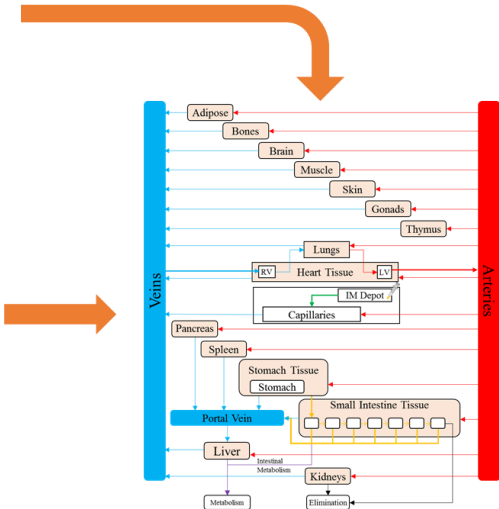 Adipose
Bones
Brain
Muscle
Skin
Gonads
Thymus
Lungs
RV
Heart Tissue
LV
IM Depot
Capillaries
Veins
Arteries
Pancreas
Spleen
Stomach Tissue
Stomach
Small Intestine Tissue
Portal Vein
Liver
Intestinal
Metabolism
Kidneys
Metabolism
Elimination